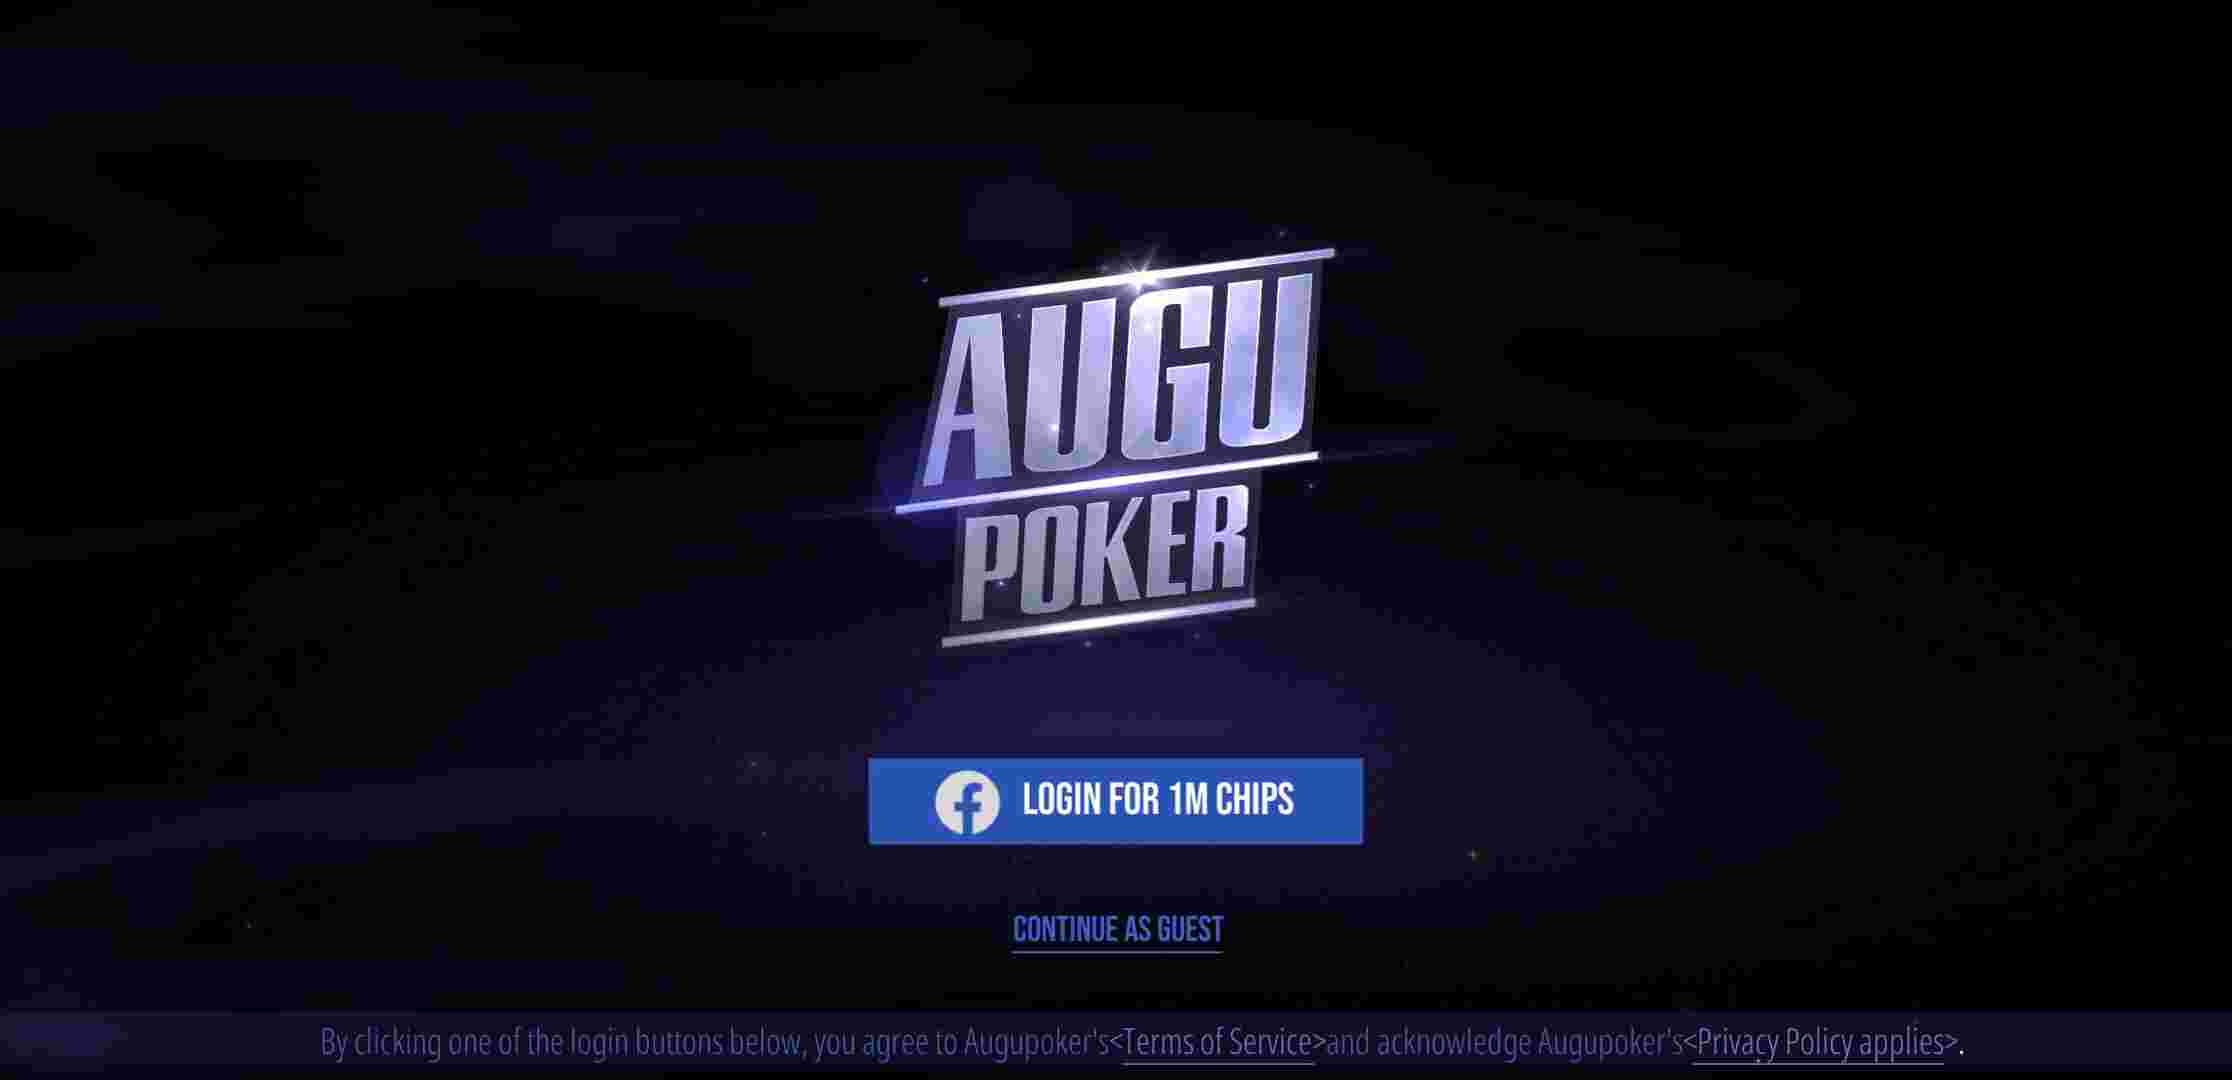 AUGU
POKER
LOGIN FOR 1M CHIPS
CONTINUE AS GUEST
By clicking one of the login buttons below, you agree to Augupoker's<Terms of Service>and acknowledge Augupoker's<Privacy Policy applies>.